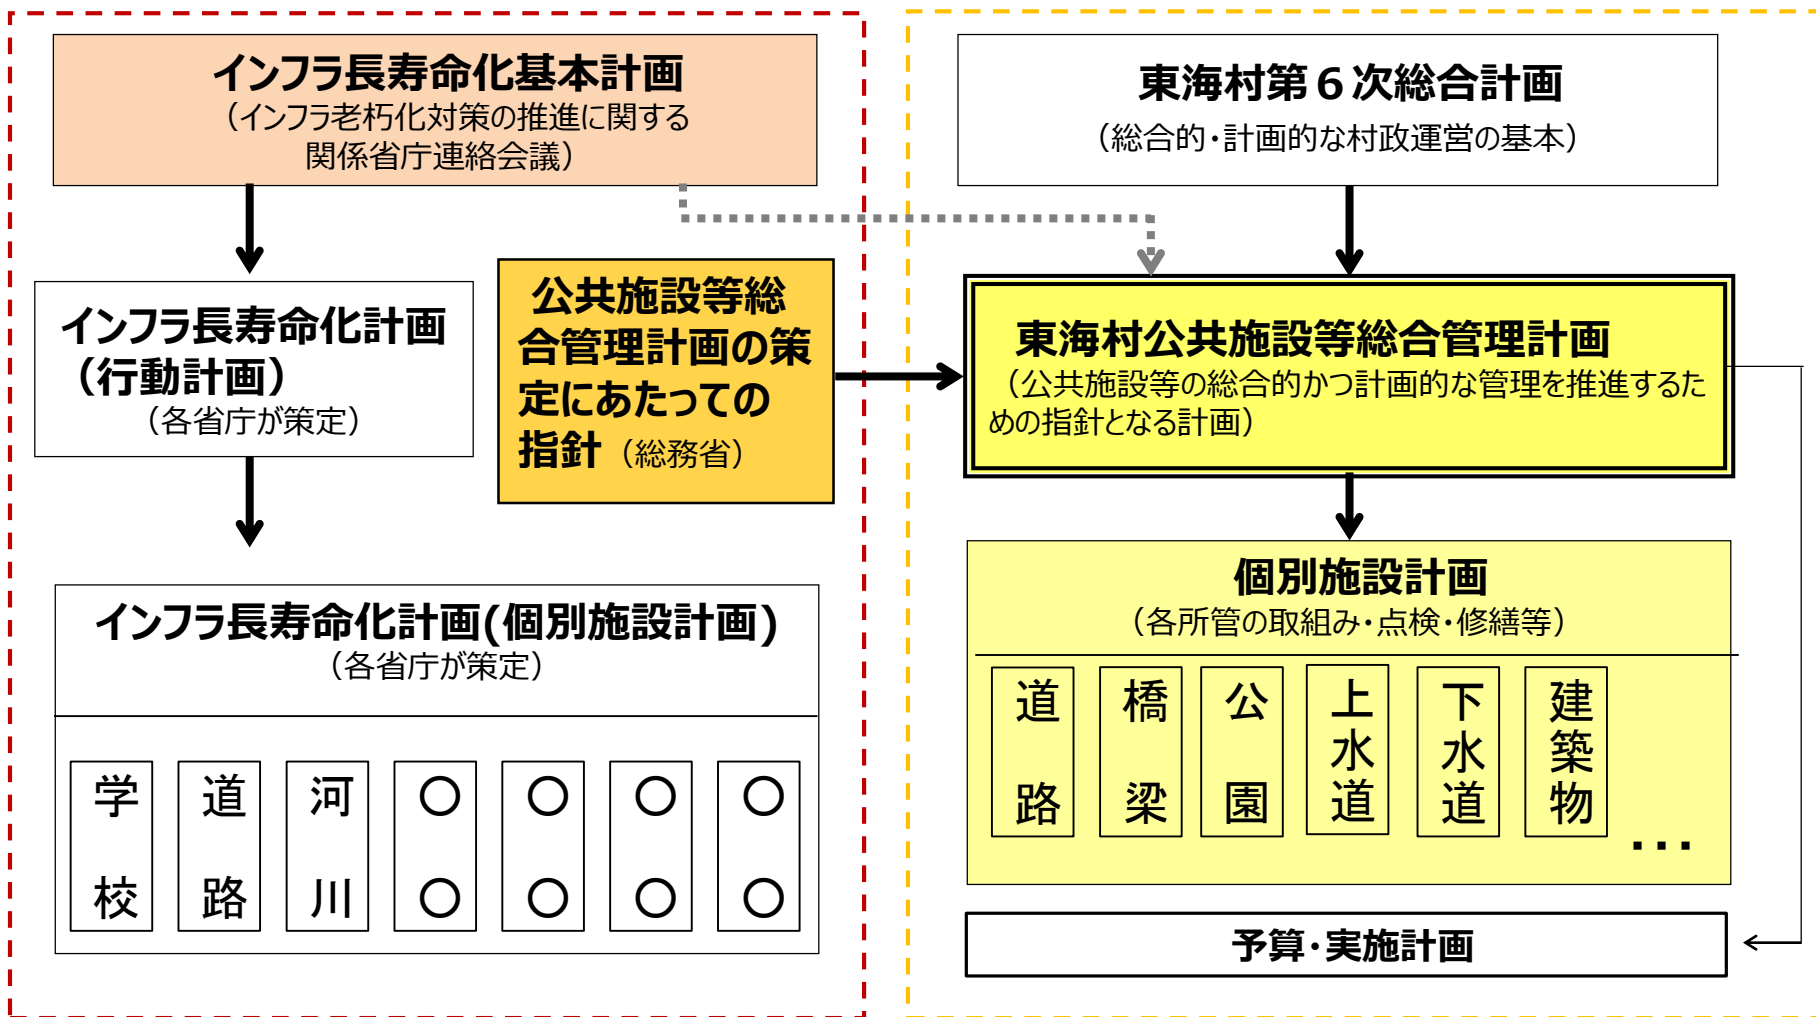 インフラ長寿命化基本計画
（インフラ老朽化対策の推進に関する
関係省庁連絡会議）
インフラ長寿命化計画
（行動計画）
（各省庁が策定）
公共施設等総
合管理計画の策
定にあたっての
指針（総務省）
インフラ長寿命化計画(個別施設計画)
（各省庁が策定）
学校
道路
河川
〇〇
〇〇
〇〇
〇〇
東海村第６次総合計画
（総合的・計画的な村政運営の基本）
東海村公共施設等総合管理計画
（公共施設等の総合的かつ計画的な管理を推進するた
めの指針となる計画）
個別施設計画
（各所管の取組み・点検・修繕等）
道路
橋梁
公園
上水道
下水道
建築物
…
予算・実施計画